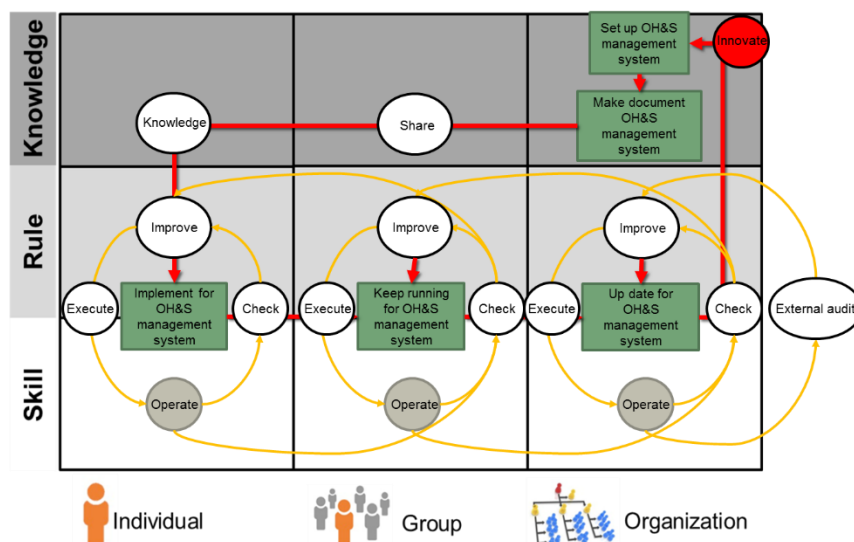 Knowledge
Set up OH&S
management
system
Innovate
Make document
OH&S
management
system
Knowledge
Share
Rule
Improve
Improve
Improve
Execute
Implement for
OH&S
management
system
Check
Execute
Keep running
for OH&S
management
system
Check
Execute
Up date for
OH&S
management
system
Check
External audit
Skill
Operate
Operate
Operate
Individual
Group
Organization